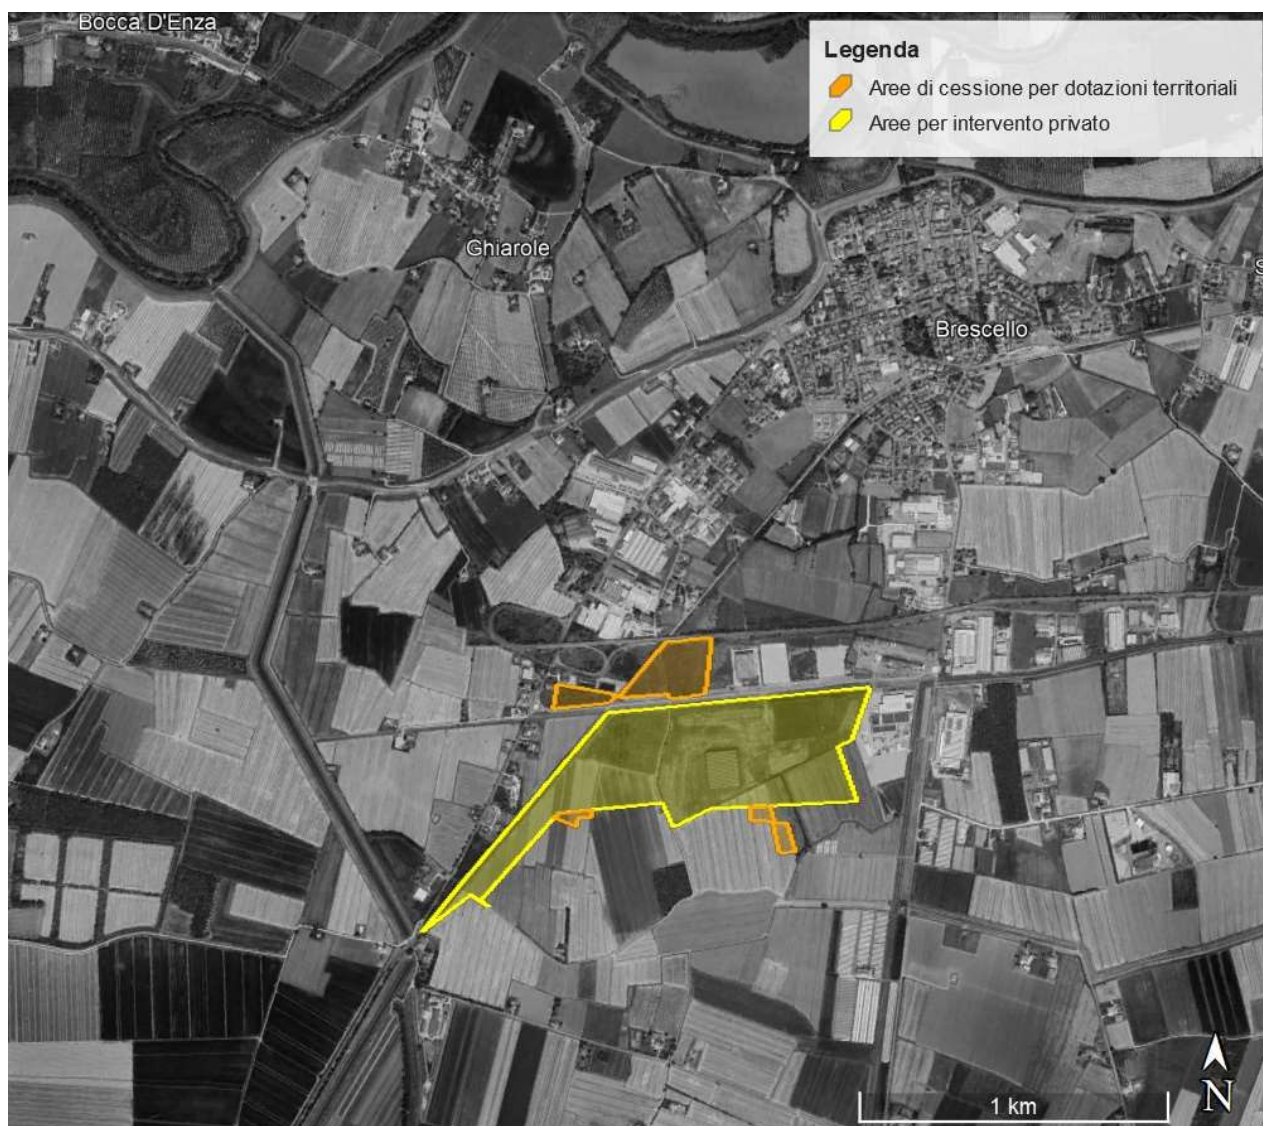 Bocca D'Enza
Legenda
Aree di cessione per dotazioni territoriali
Aree per intervento privato
Ghiarole
S
Brescello
1 km
N